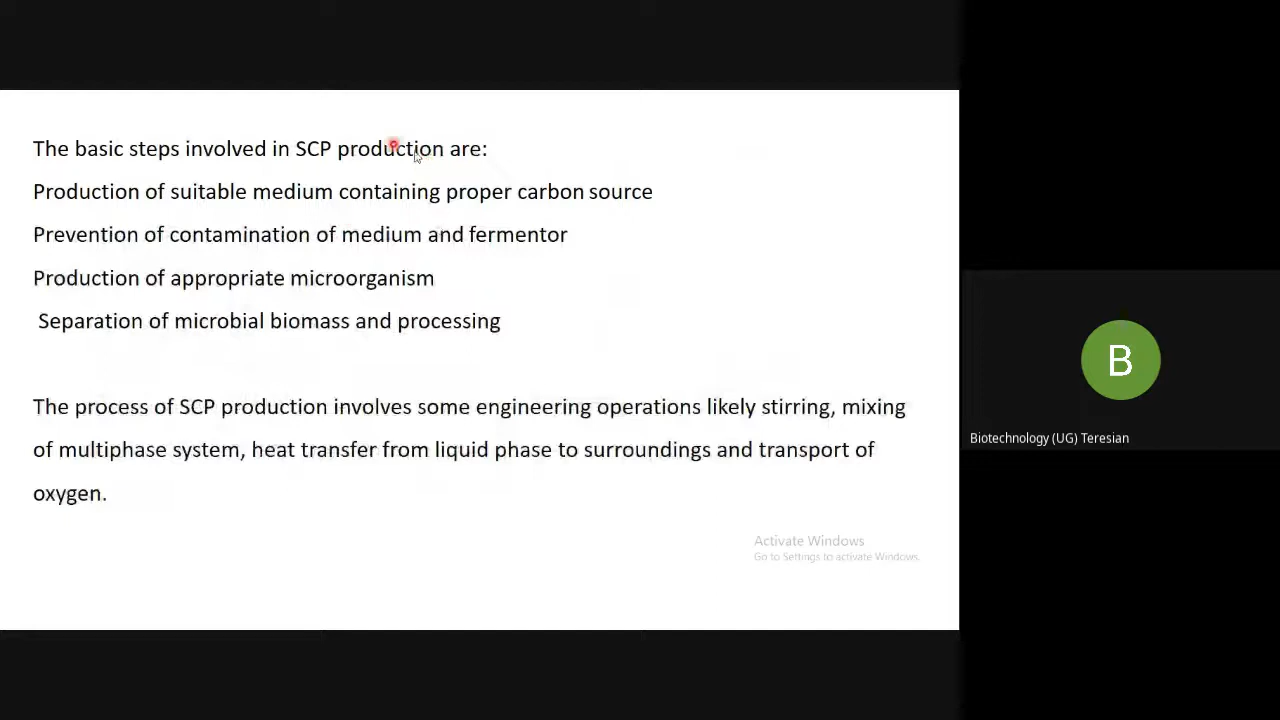 The basic steps involved in SCP production are:
Production of suitable medium containing proper carbon source
Prevention of contamination of medium and fermentor
Production of appropriate microorganism
Separation of microbial biomass and processing
The process of SCP production involves some engineering operations likely stirring, mixing
of multiphase system, heat transfer from liquid phase to surroundings and transport of
oxygen.
Activate Windows
Go to Settings to activate Windows.
B
Biotechnology (UG) Teresian